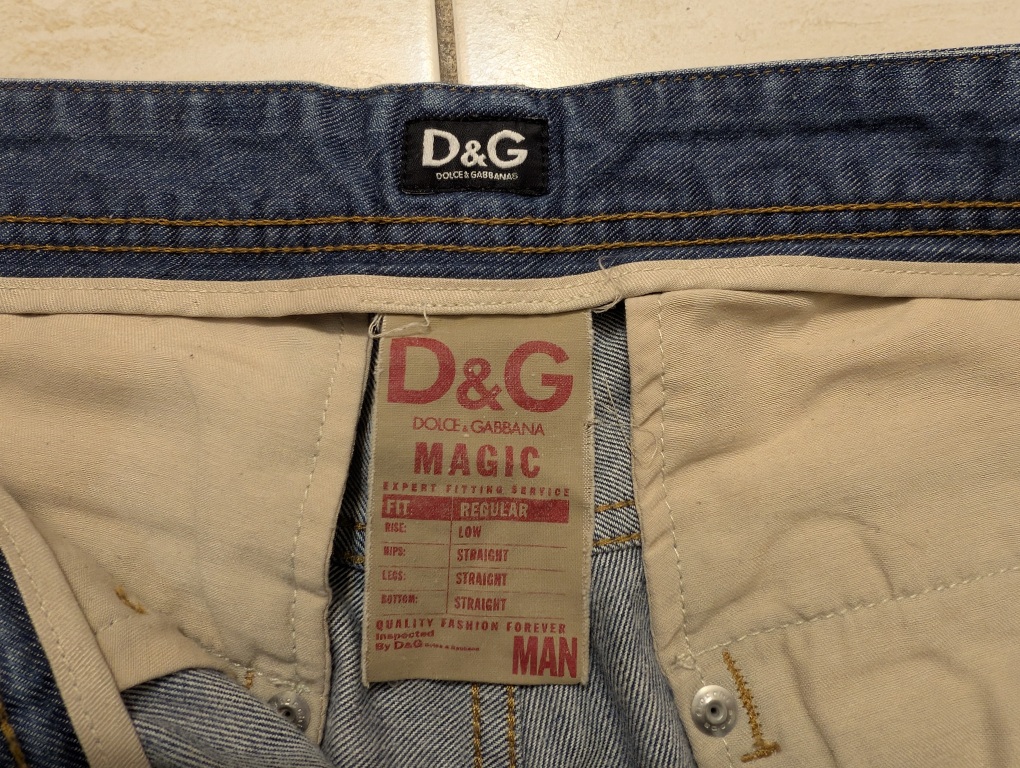 D&G
DOLCE & GABBANAS
D&G
DOLCE & GABBANA
MAGIC
EXPERT FITTING SERVICE
FIT: REGULAR
RISE: LOW
HIPS: STRAIGHT
LEGS: STRAIGHT
BOTTOM: STRAIGHT
QUALITY FASHION FOREVER
Inspected
By D&G
MAN